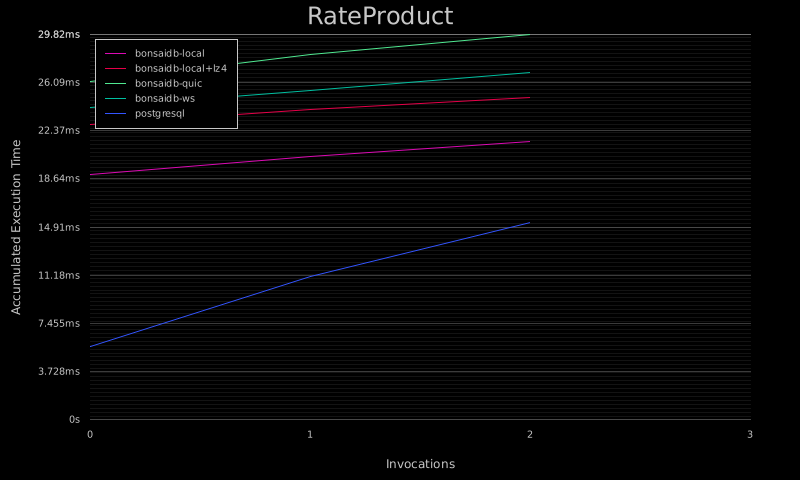 RateProduct
29.82ms
26.09ms
22.37ms
18.64ms
14.91ms
11.18ms
7.455ms
3.728ms
0s
Accumulated Execution Time
bonsaidb-local
bonsaidb-local+lz4
bonsaidb-quic
bonsaidb-ws
postgresql
0 1 2 3
Invocations